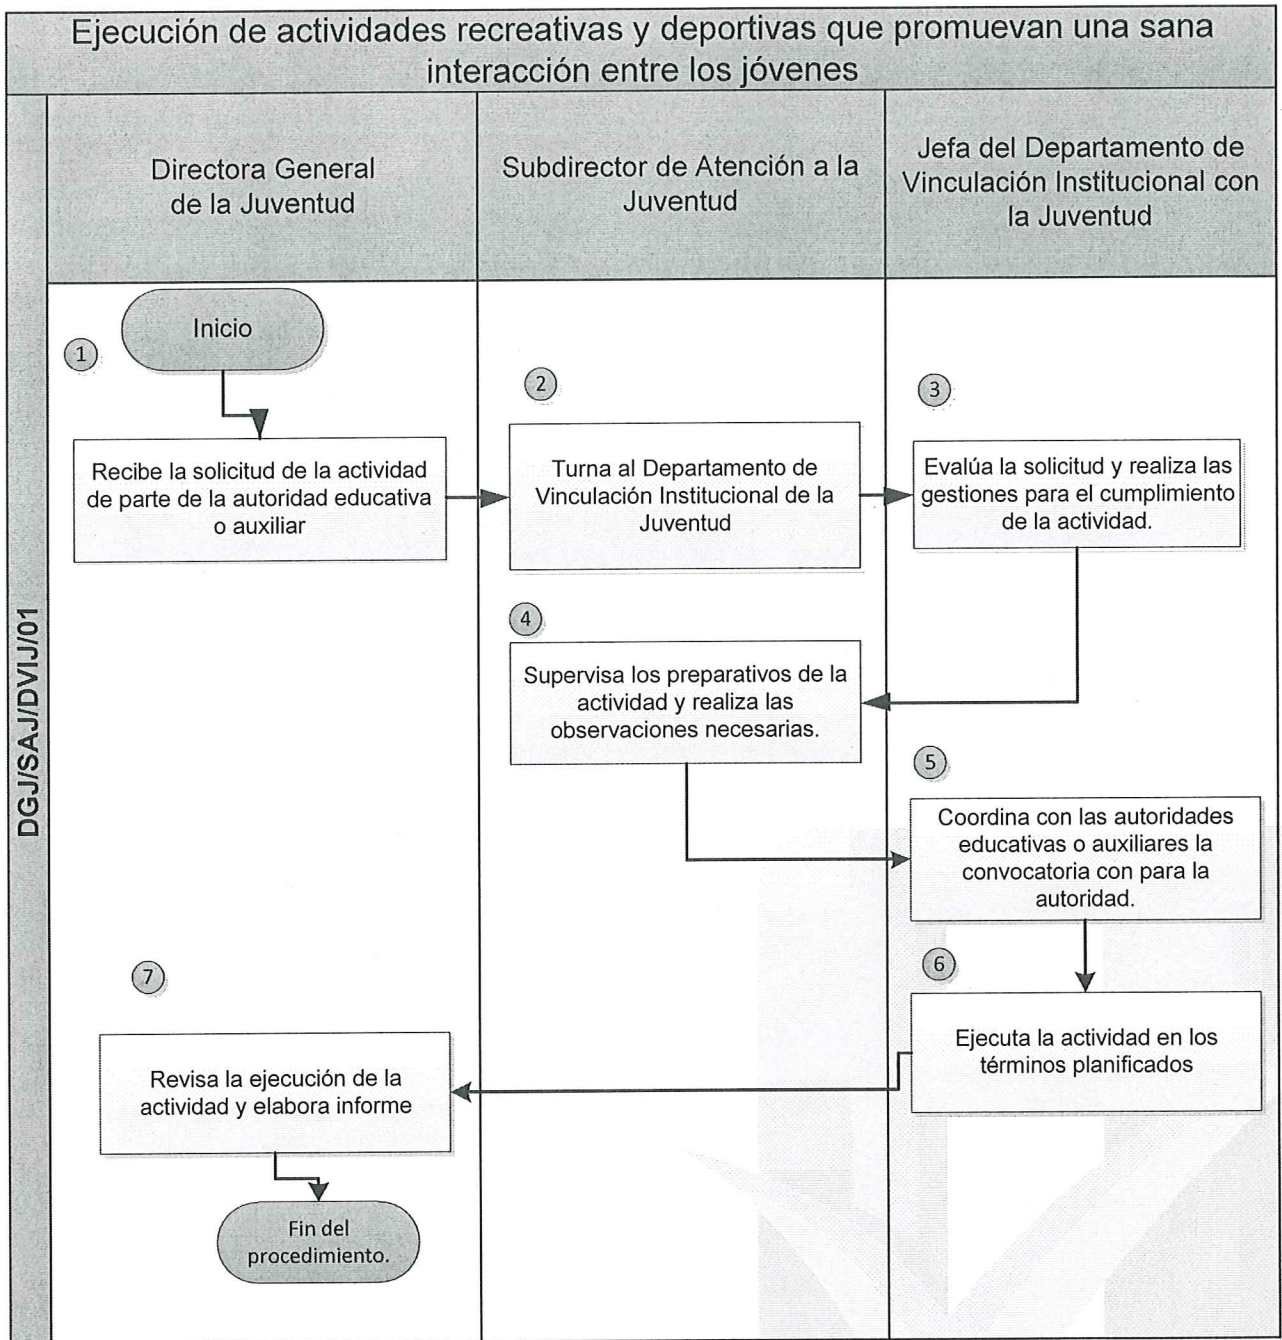 Ejecución de actividades recreativas y deportivas que promuevan una sana
interacción entre los jóvenes
DGJ/SAJ/DVIJ/01
Directora General
de la Juventud
Subdirector de Atención a la
Juventud
Jefa del Departamento de
Vinculación Institucional con
la Juventud
Inicio
1
Recibe la solicitud de la actividad
de parte de la autoridad educativa
o auxiliar
2
Turna al Departamento de
Vinculación Institucional de la
Juventud
3
Evalúa la solicitud y realiza las
gestiones para el cumplimiento
de la actividad.
4
Supervisa los preparativos de la
actividad y realiza las
observaciones necesarias.
5
Coordina con las autoridades
educativas o auxiliares la
convocatoria con para la
autoridad.
6
Ejecuta la actividad en los
términos planificados
7
Revisa la ejecución de la
actividad y elabora informe
Fin del
procedimiento.